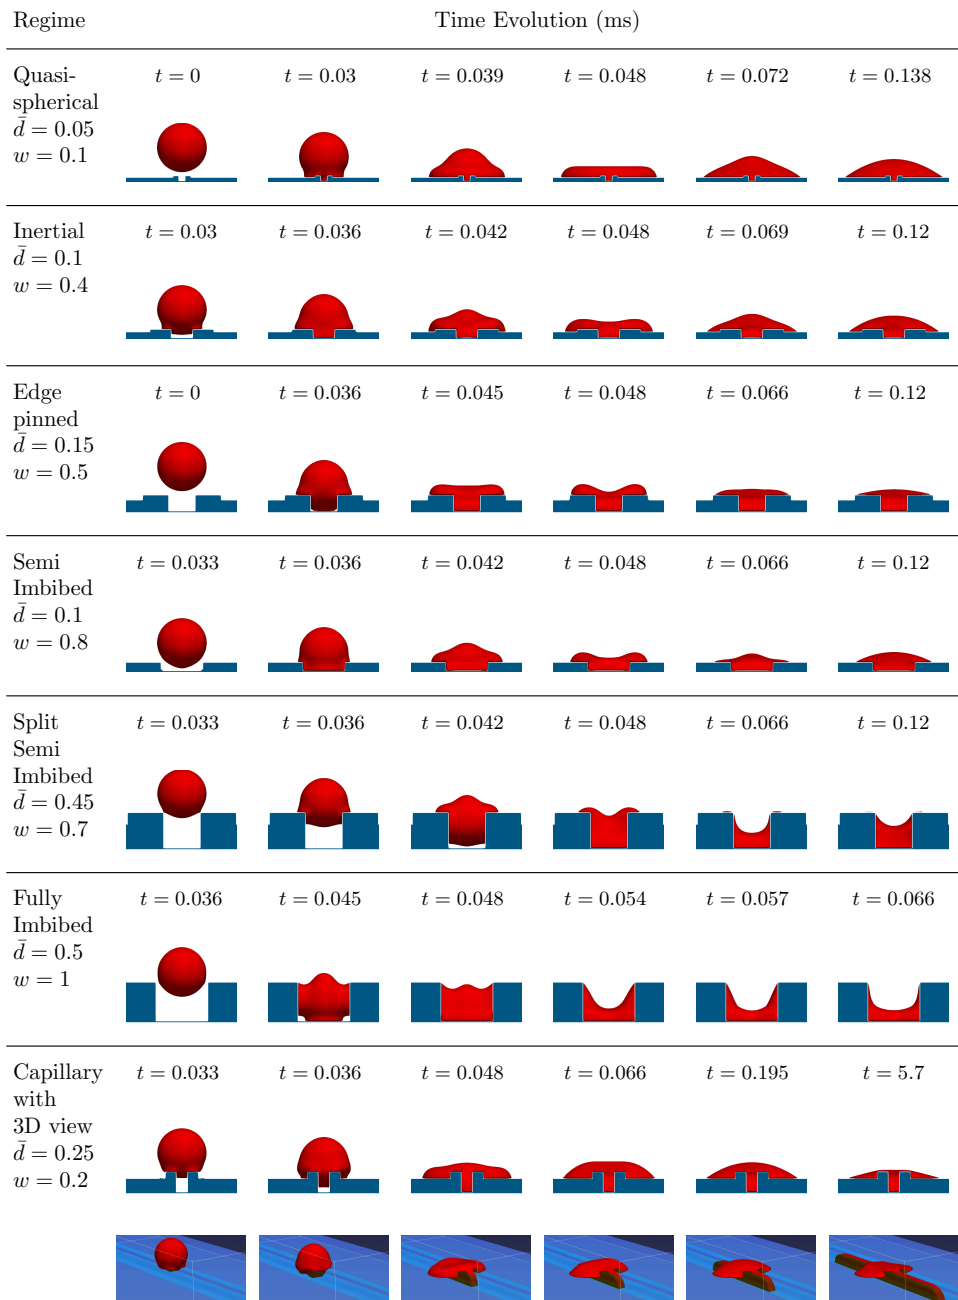 Regime Time Evolution (ms)
Quasi- t = 0 t = 0.03 t = 0.039 t = 0.048 t = 0.072 t = 0.138
spherical
d̄ = 0.05
w = 0.1
Inertial t = 0.03 t = 0.036 t = 0.042 t = 0.048 t = 0.069 t = 0.12
d̄ = 0.1
w = 0.4
Edge t = 0 t = 0.036 t = 0.045 t = 0.048 t = 0.066 t = 0.12
pinned
d̄ = 0.15
w = 0.5
Semi t = 0.033 t = 0.036 t = 0.042 t = 0.048 t = 0.066 t = 0.12
Imbibed
d̄ = 0.1
w = 0.8
Split t = 0.033 t = 0.036 t = 0.042 t = 0.048 t = 0.066 t = 0.12
Semi
Imbibed
d̄ = 0.45
w = 0.7
Fully t = 0.036 t = 0.045 t = 0.048 t = 0.054 t = 0.057 t = 0.066
Imbibed
d̄ = 0.5
w = 1
Capillary t = 0.033 t = 0.036 t = 0.048 t = 0.066 t = 0.195 t = 5.7
with
3D view
d̄ = 0.25
w = 0.2